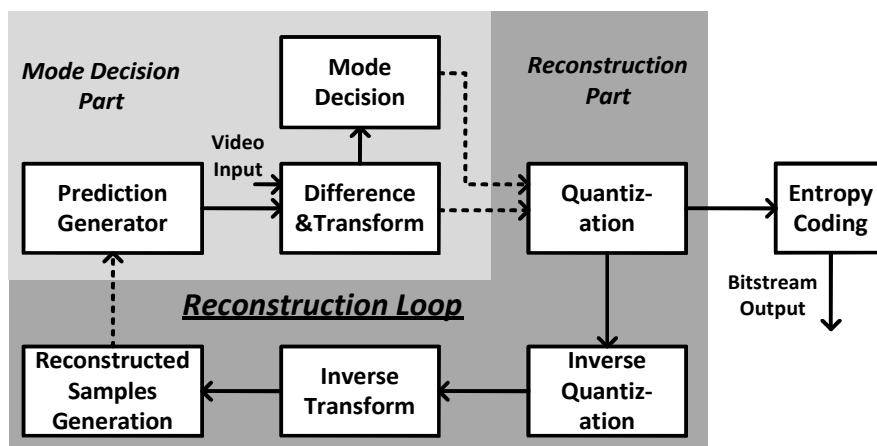 Mode Decision
Part
Mode
Decision
Reconstruction
Part
Video
Input
Prediction
Generator
Difference
&Transform
Quantiz-
ation
Entropy
Coding
Reconstruction Loop
Bitstream
Output
Reconstructed
Samples
Generation
Inverse
Transform
Inverse
Quantiz-
ation